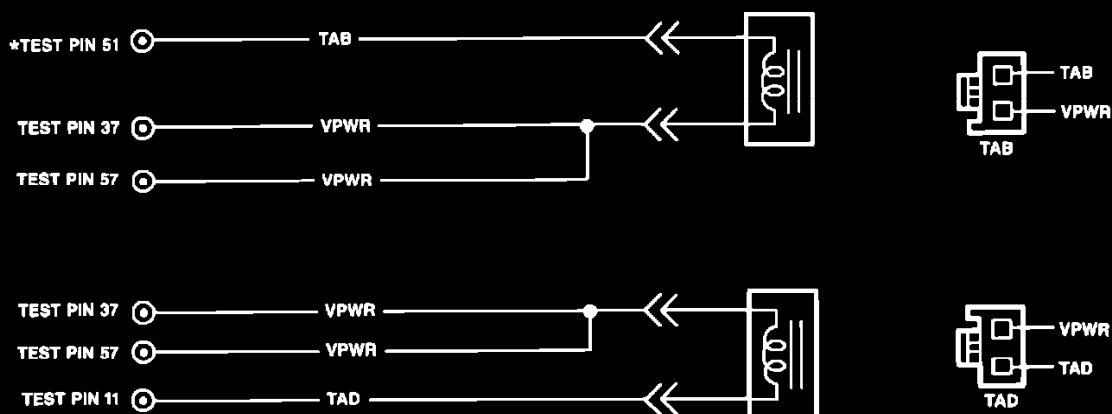 *TEST PIN 51 TAB
TEST PIN 37 VPWR
TEST PIN 57 VPWR
TAB
VPWR
TAB
TEST PIN 37 VPWR
TEST PIN 57 VPWR
TEST PIN 11 TAD
VPWR
TAD
TAD